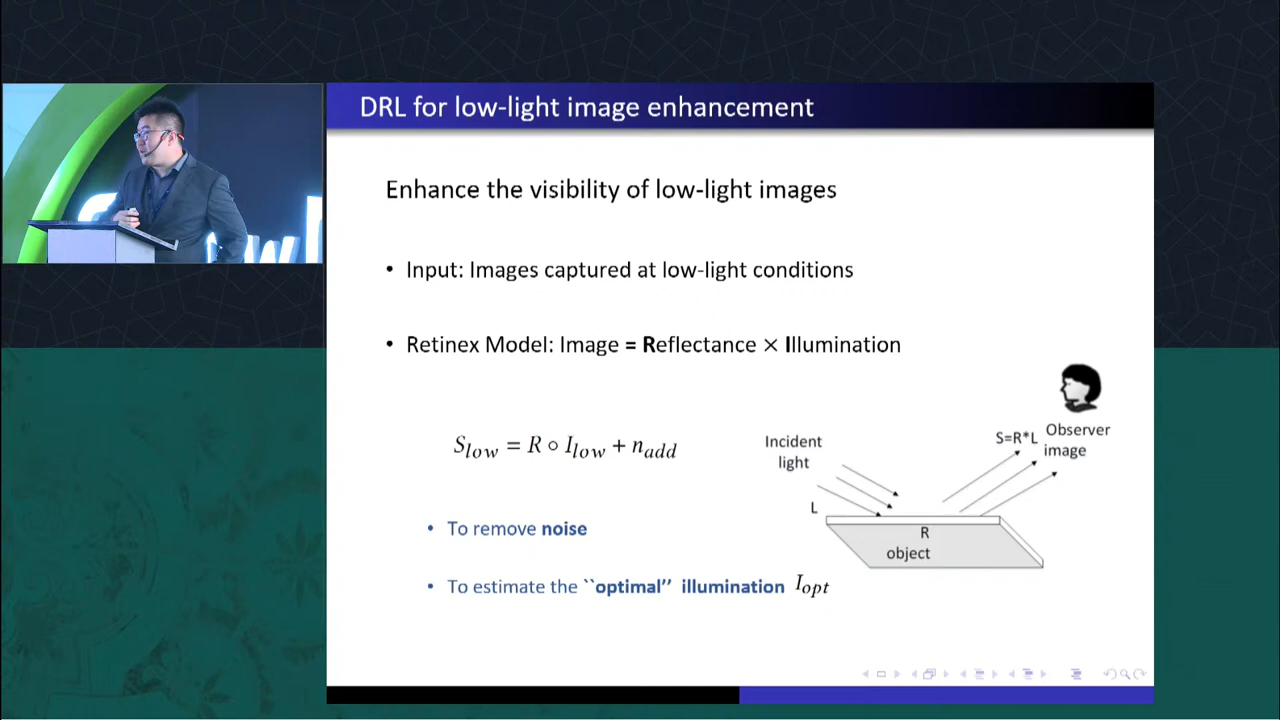 DRL for low-light image enhancement
Enhance the visibility of low-light images
• Input: Images captured at low-light conditions
• Retinex Model: Image = Reflectance × Illumination
S_low = R ∘ I_low + n_add
• To remove noise
• To estimate the ``optimal'' illumination I_opt
Incident
light
L
S=R*L
Observer
image
R
object